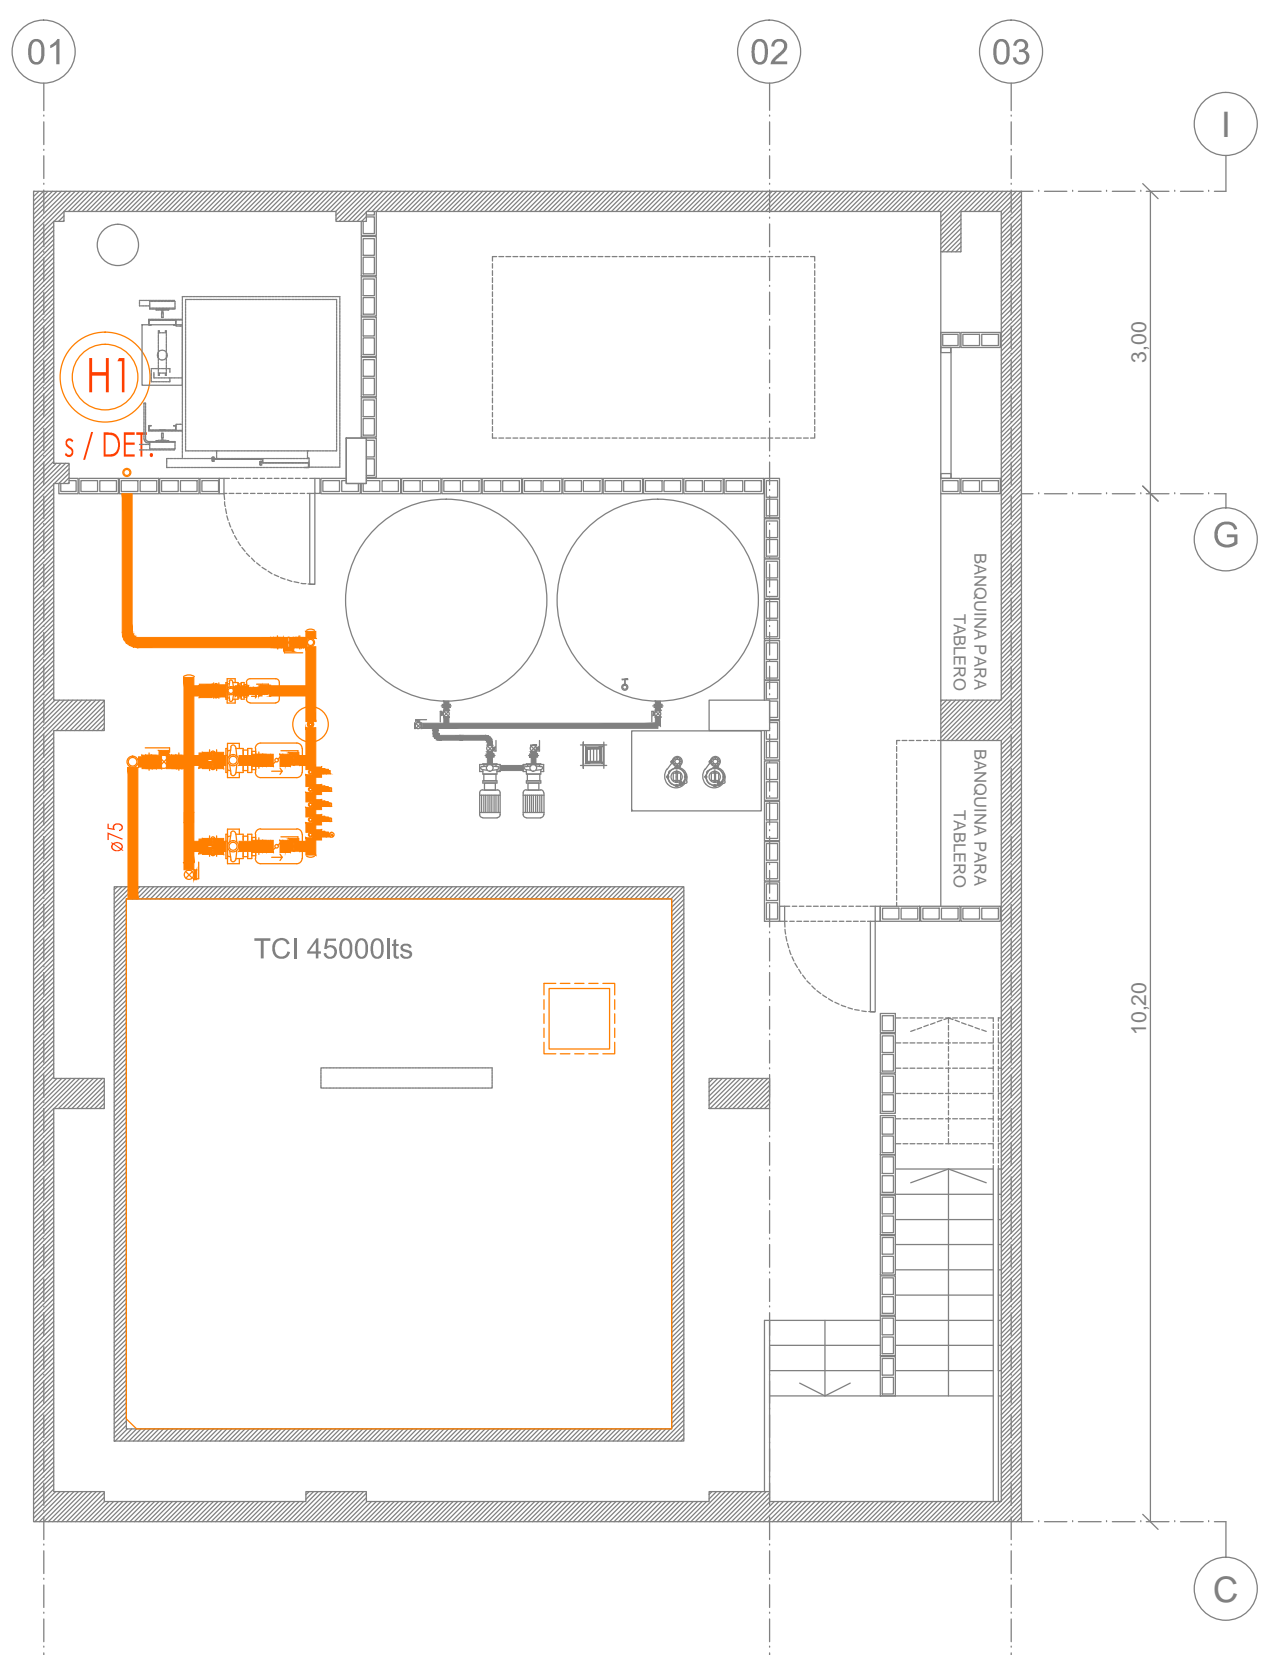 01
02
03
I
3,00
H1
s / DET.
G
BANQUINA PARA
TABLERO
BANQUINA PARA
TABLERO
ø75
TCI 45000lts
10,20
C